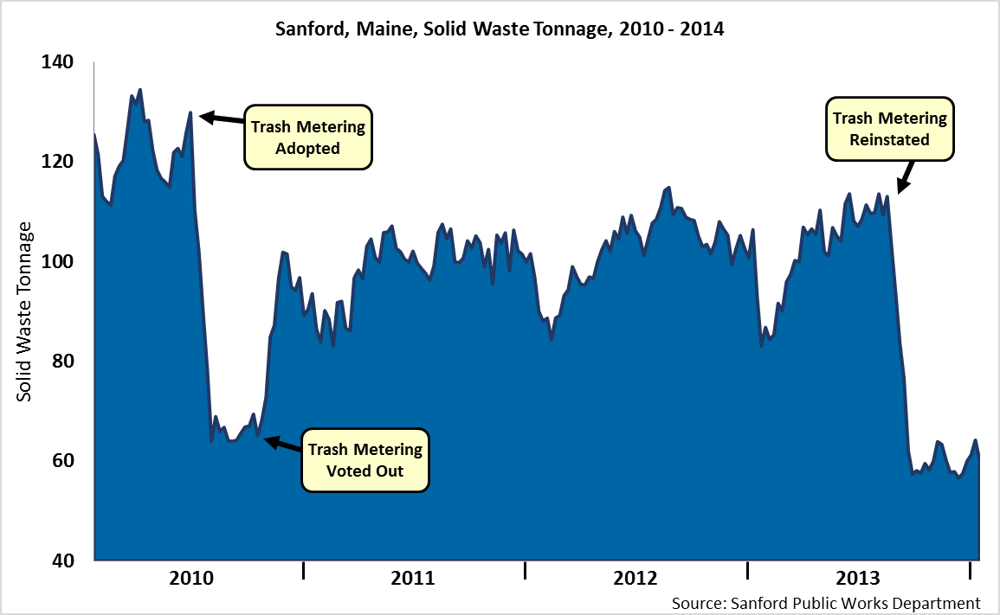 Sanford, Maine, Solid Waste Tonnage, 2010 - 2014
140
120
100
80
60
40
Solid Waste Tonnage
Trash Metering
Adopted
Trash Metering
Voted Out
Trash Metering
Reinstated
2010
2011
2012
2013
Source: Sanford Public Works Department